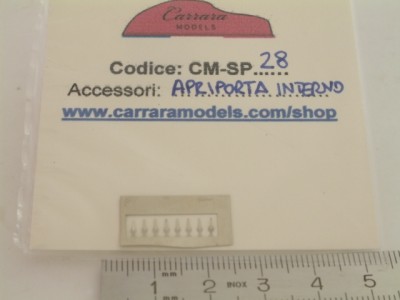 Carrara
MODELS
Codice: CM-SP...28...
Accessori: APRIPORTA INTERNO
www.carraramodels.com/shop
1 2 INOX 3 4 5